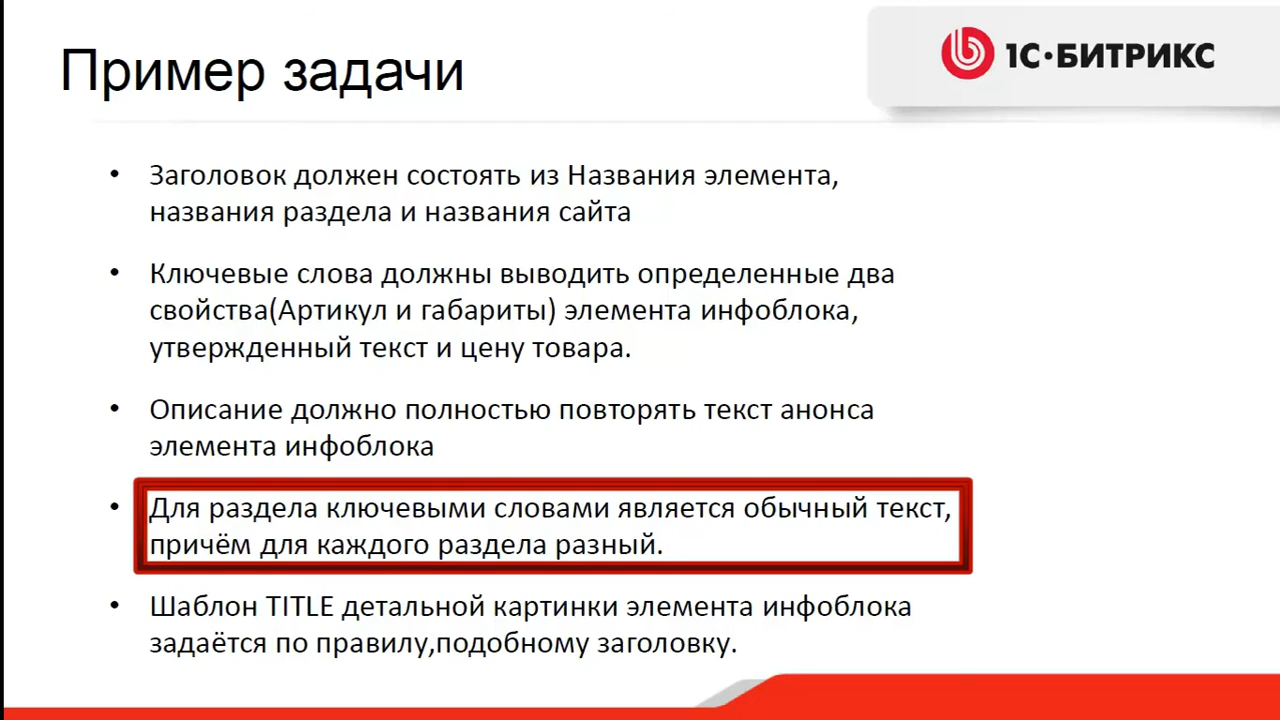 Пример задачи
1С•БИТРИКС
• Заголовок должен состоять из Названия элемента,
названия раздела и названия сайта
• Ключевые слова должны выводить определенные два
свойства(Артикул и габариты) элемента инфоблока,
утвержденный текст и цену товара.
• Описание должно полностью повторять текст анонса
элемента инфоблока
• Для раздела ключевыми словами является обычный текст,
причём для каждого раздела разный.
• Шаблон TITLE детальной картинки элемента инфоблока
задаётся по правилу,подобному заголовку.